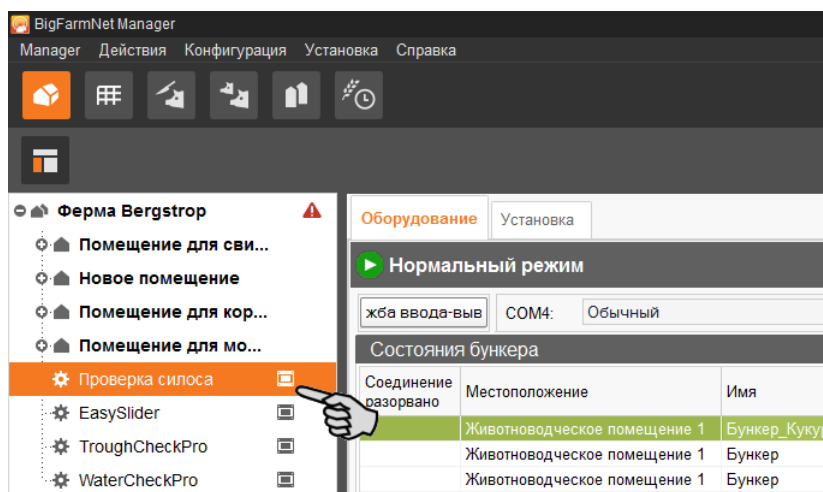 BigFarmNet Manager
Manager Действия Конфигурация Установка Справка
Ферма Bergstrop
Помещение для сви...
Новое помещение
Помещение для кор...
Помещение для мо...
Проверка силоса
EasySlider
TroughCheckPro
WaterCheckPro
Оборудование Установка
Нормальный режим
жба ввода-выв COM4: Обычный
Состояния бункера
Соединение разорвано Местоположение Имя
Животноводческое помещение 1 Бункер_Куку
Животноводческое помещение 1 Бункер
Животноводческое помещение 1 Бункер